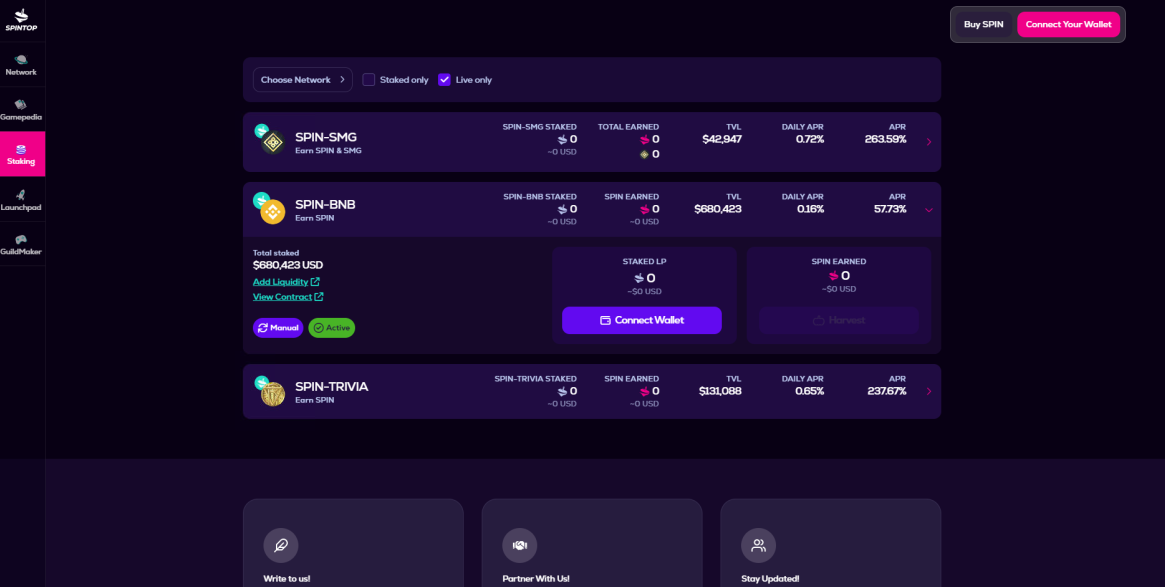 SPINTOP
Buy SPIN
Connect Your Wallet
Network
Gamepedia
Staking
Launchpad
GuildMaker
Choose Network
Staked only
Live only
SPIN-SMG
Earn SPIN & SMG
SPIN-SMG STAKED
0
~0 USD
TOTAL EARNED
0
0
TVL
$42,947
DAILY APR
0.72%
APR
263.59%
SPIN-BNB
Earn SPIN
SPIN-BNB STAKED
0
~0 USD
SPIN EARNED
0
~0 USD
TVL
$680,423
DAILY APR
0.16%
APR
57.73%
Total staked
$680,423 USD
Add Liquidity
View Contract
Manual
Active
STAKED LP
0
~$0 USD
Connect Wallet
SPIN EARNED
0
~$0 USD
Harvest
SPIN-TRIVIA
Earn SPIN
SPIN-TRIVIA STAKED
0
~0 USD
SPIN EARNED
0
~0 USD
TVL
$131,088
DAILY APR
0.65%
APR
237.67%
Write to us!
Partner With Us!
Stay Updated!